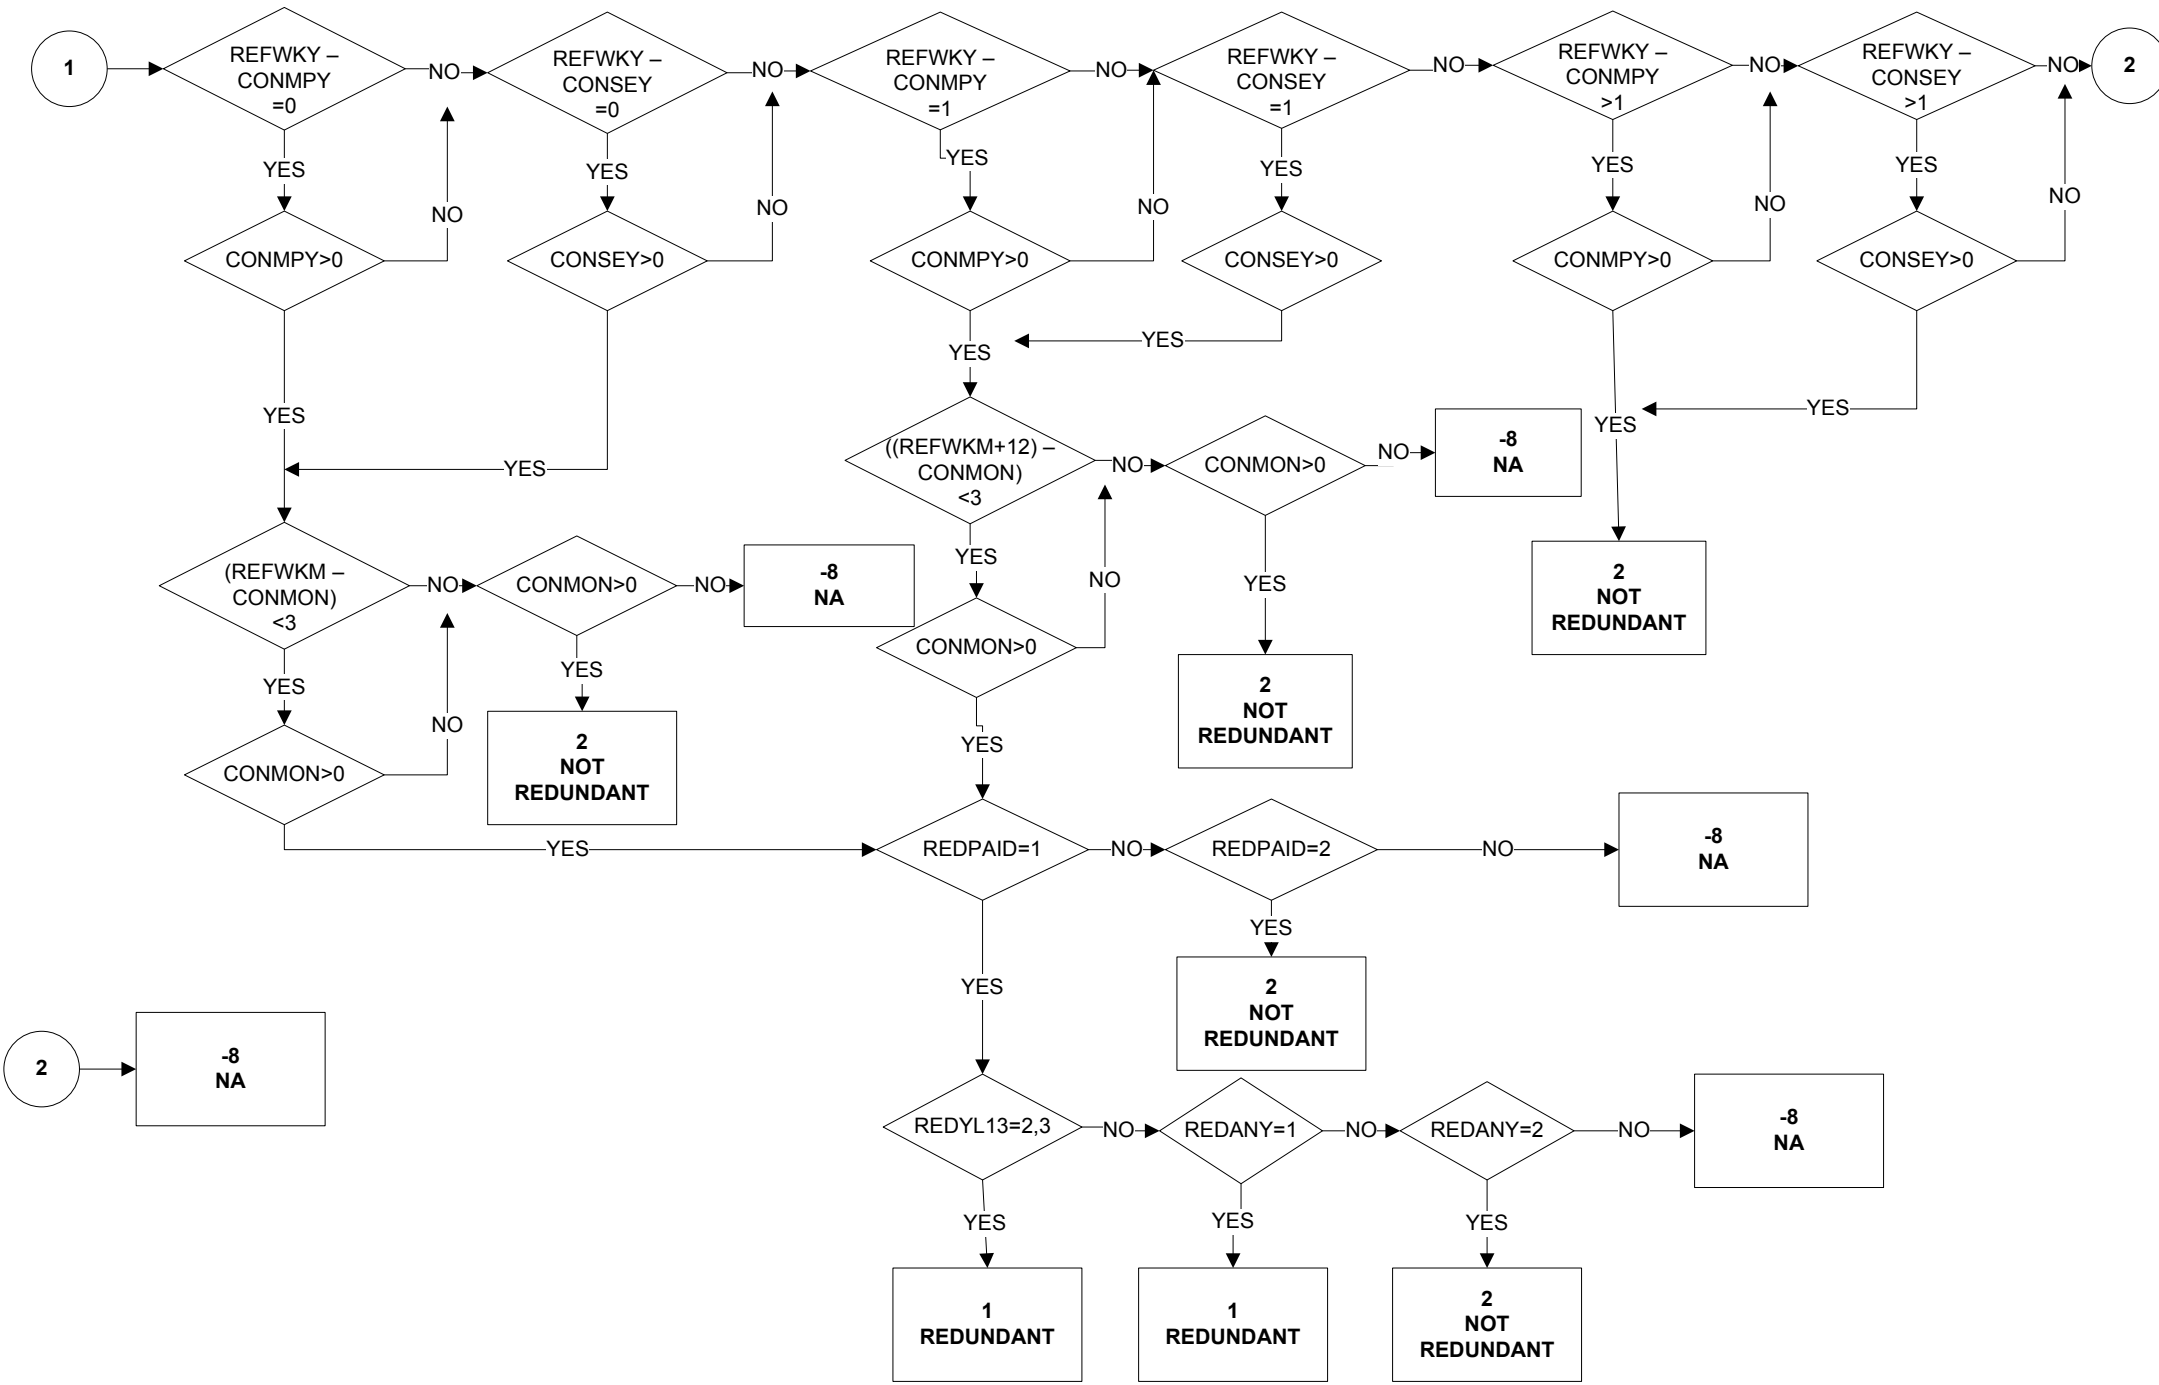 1
REFWKY –
CONMPY
=0
NO
REFWKY –
CONSEY
=0
NO
REFWKY –
CONMPY
=1
NO
REFWKY –
CONSEY
=1
NO
REFWKY –
CONMPY
>1
NO
REFWKY –
CONSEY
>1
NO
2
YES
YES
YES
YES
YES
YES
NO
NO
NO
NO
NO
CONMPY>0
CONSEY>0
CONMPY>0
CONSEY>0
CONMPY>0
CONSEY>0
YES
YES
YES
YES
YES
YES
((REFWKM+12) –
CONMON)
<3
NO
CONMON>0
NO
-8
NA
YES
NO
YES
2
NOT
REDUNDANT
(REFWKM –
CONMON)
<3
NO
CONMON>0
NO
-8
NA
CONMON>0
YES
YES
NO
2
NOT
REDUNDANT
2
NOT
REDUNDANT
YES
CONMON>0
YES
REDPAID=1
NO
REDPAID=2
NO
-8
NA
YES
YES
2
NOT
REDUNDANT
2
-8
NA
REDYL13=2,3
NO
REDANY=1
NO
REDANY=2
NO
-8
NA
YES
YES
YES
1
REDUNDANT
1
REDUNDANT
2
NOT
REDUNDANT